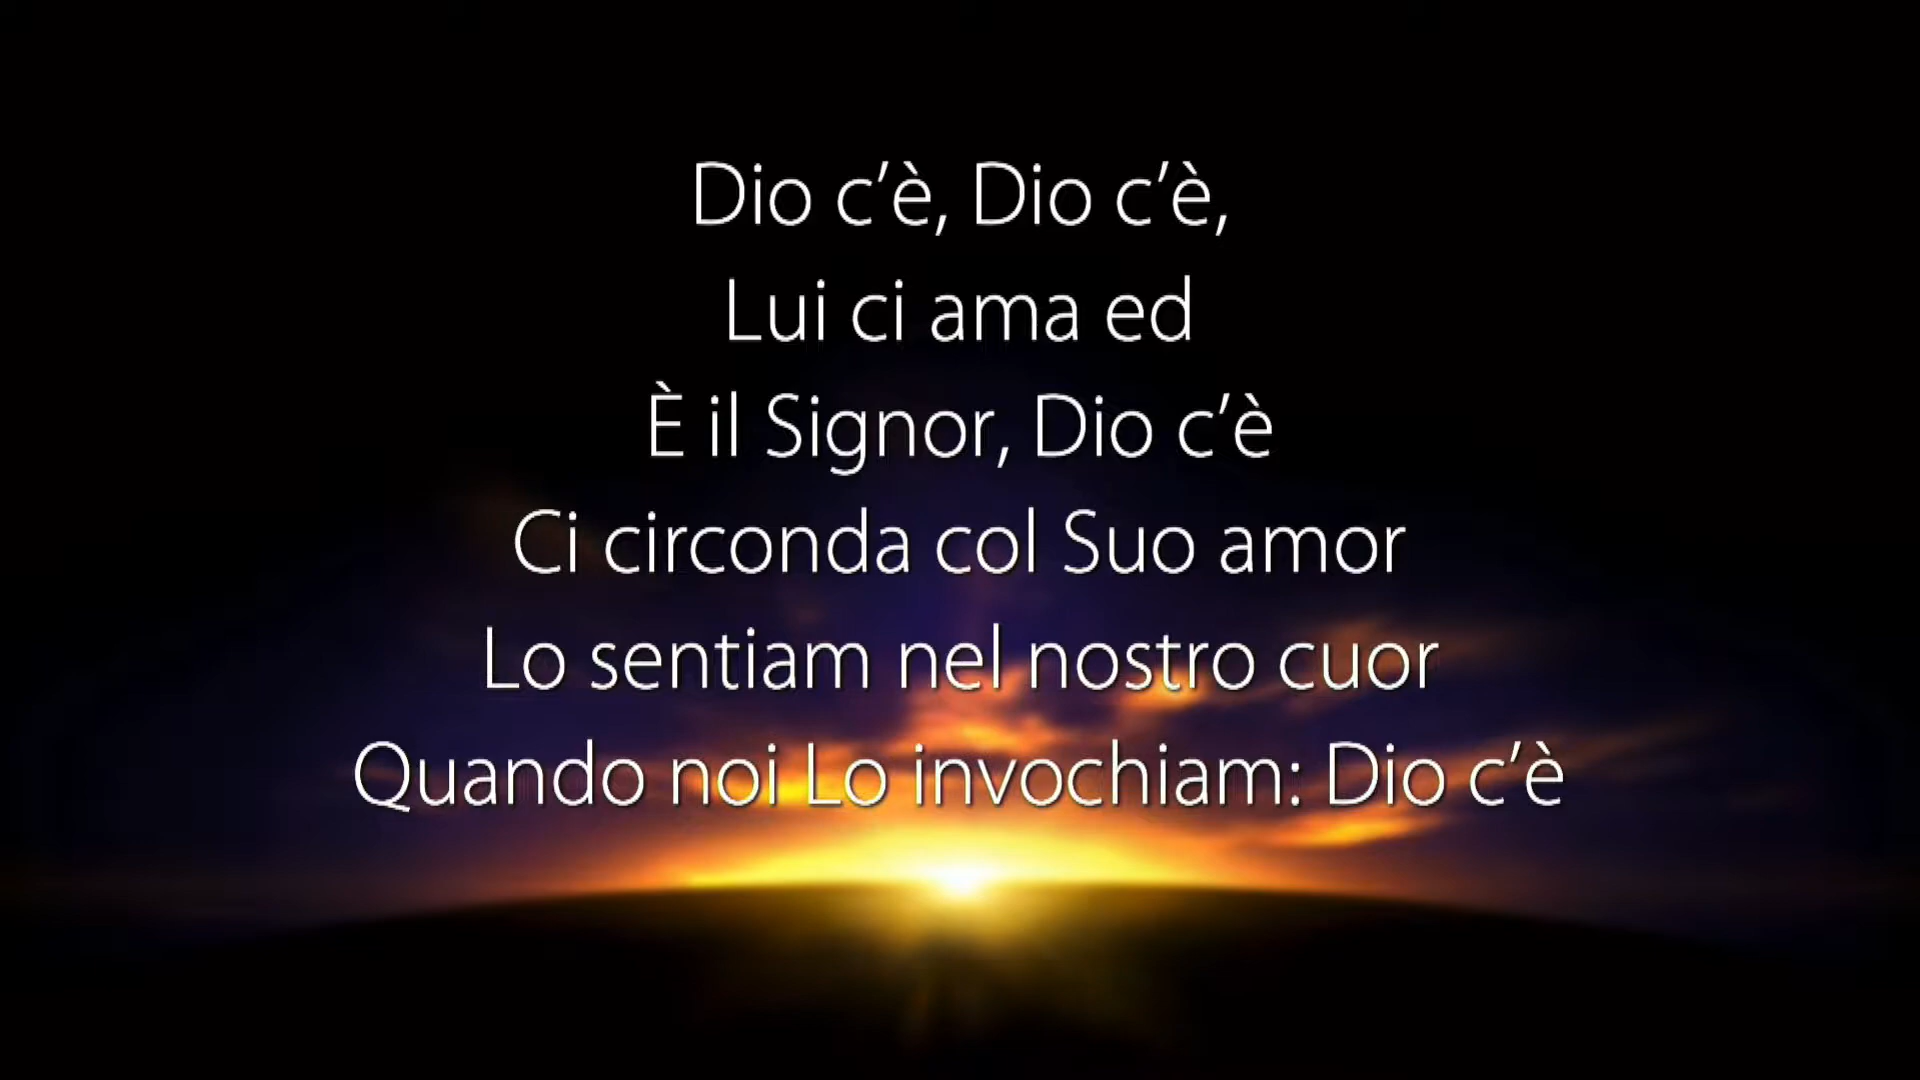 Dio c’è, Dio c’è,
Lui ci ama ed
È il Signor, Dio c’è
Ci circonda col Suo amor
Lo sentiam nel nostro cuor
Quando noi Lo invochiam: Dio c’è